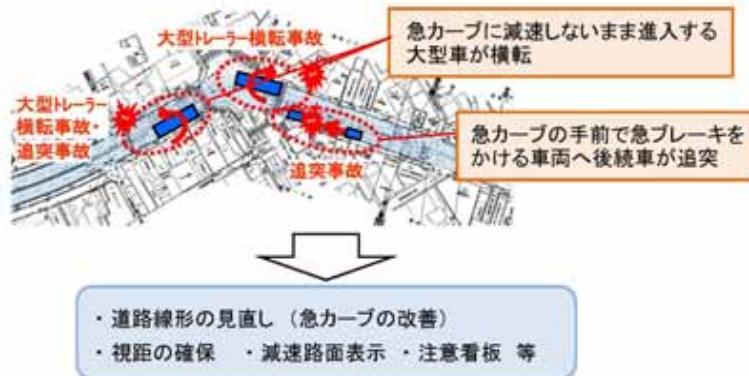 大型トレーラー横転事故
急カーブに減速しないまま進入する
大型車が横転
大型トレーラー
横転事故・
追突事故
急カーブの手前で急ブレーキを
かける車両へ後続車が追突
追突事故
・道路線形の見直し （急カーブの改善）
・視距の確保 ・減速路面表示 ・注意看板 等